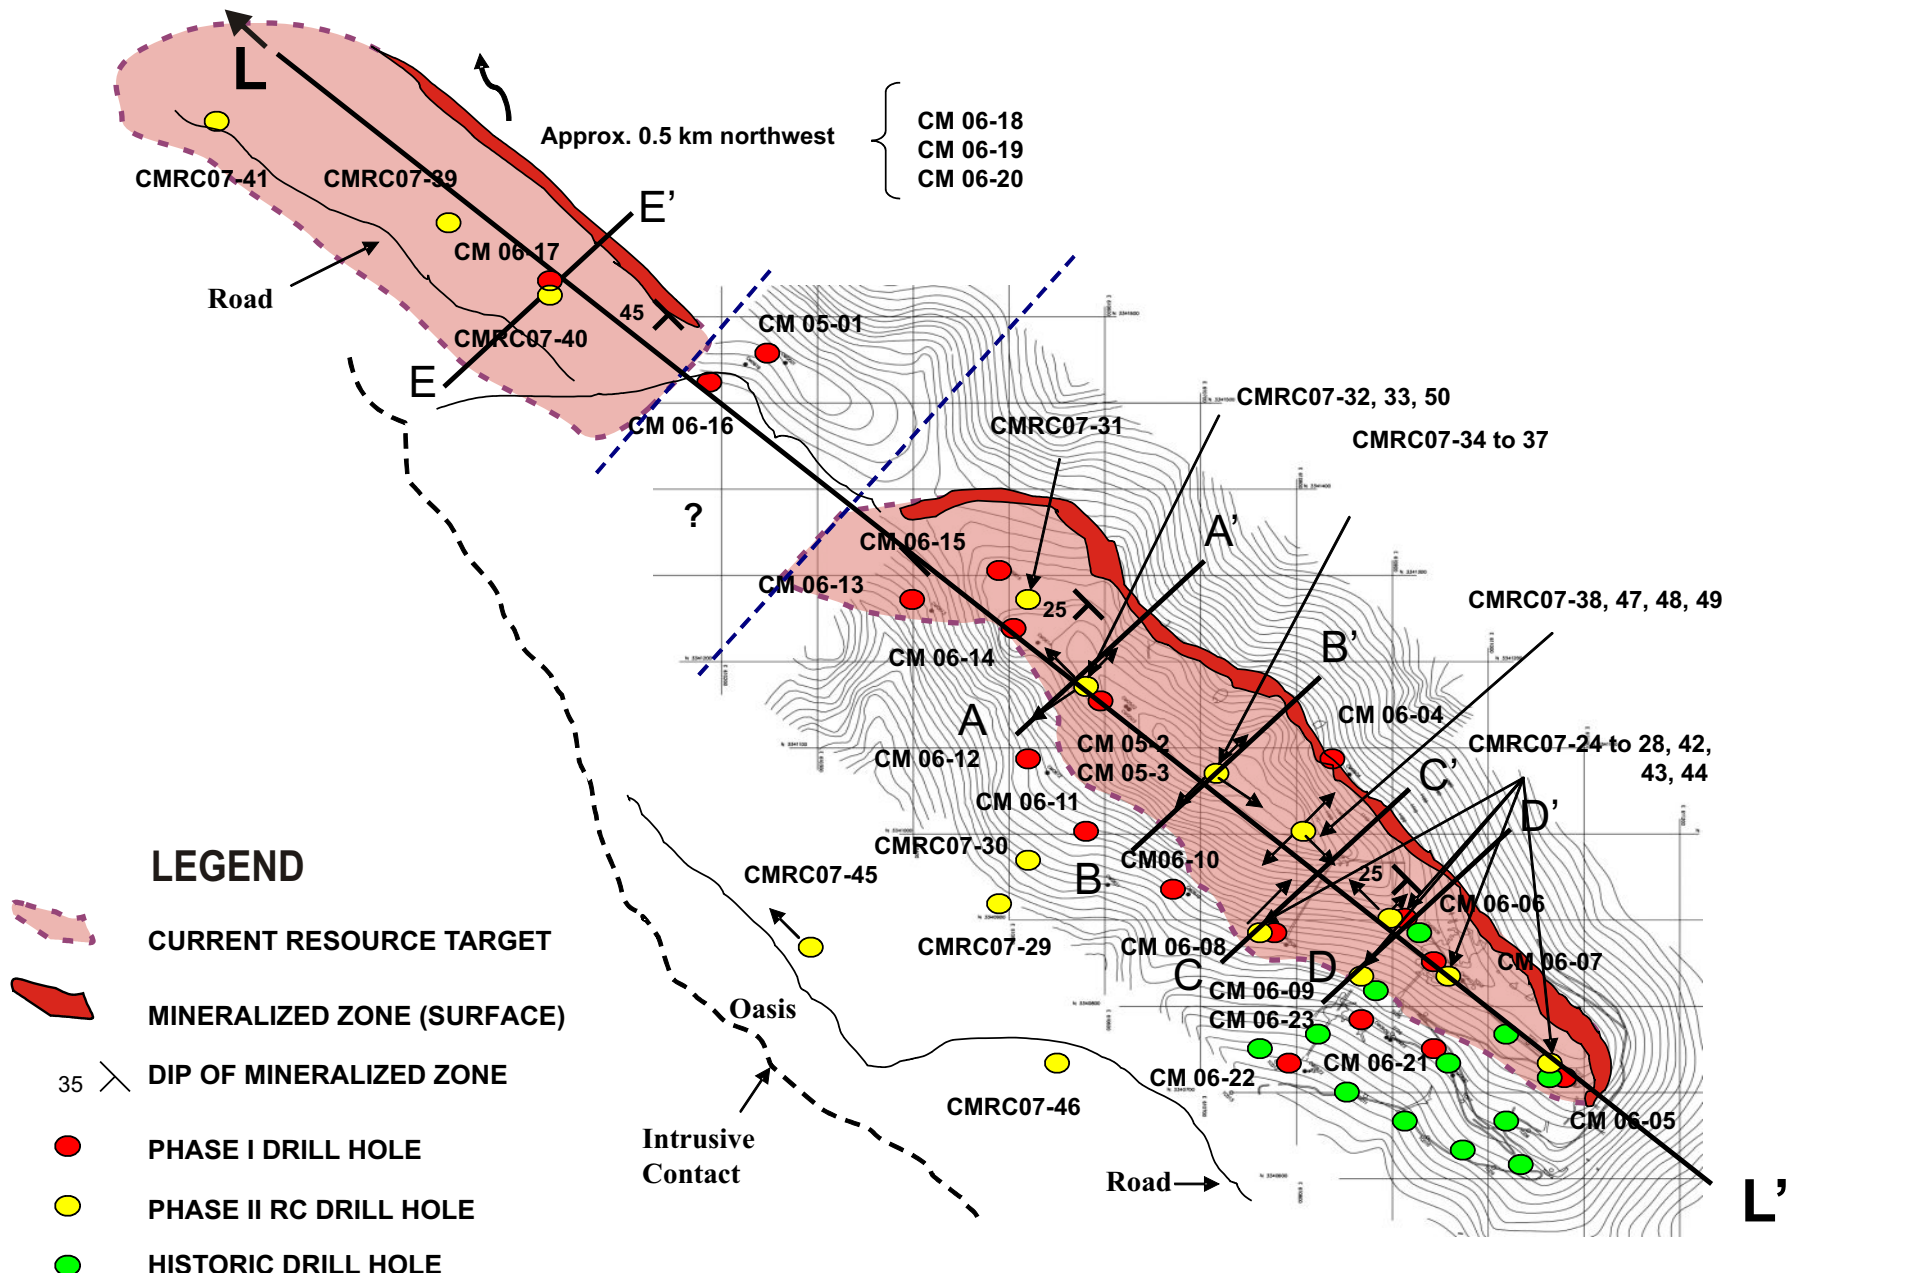 L
Approx. 0.5 km northwest
CM 06-18
CM 06-19
CM 06-20
CMRC07-41
CMRC07-39
E’
CM 06-17
Road
45
CM 05-01
CMRC07-40
E
CMRC07-32, 33, 50
CM 06-16
CMRC07-31
CMRC07-34 to 37
?
A’
CM 06-15
CM 06-13
CMRC07-38, 47, 48, 49
25
B’
CM 06-14
A
CM 06-04
CM 05-2
CM 06-12
CMRC07-24 to 28, 42,
43, 44
CM 05-3
C’
CM 06-11
D’
CMRC07-30
CM06-10
LEGEND
CMRC07-45
B
25
CM 06-06
CURRENT RESOURCE TARGET
CMRC07-29
CM 06-08
C
D
CM 06-07
CM 06-09
MINERALIZED ZONE (SURFACE)
Oasis
CM 06-23
CM 06-21
35
DIP OF MINERALIZED ZONE
CM 06-22
CMRC07-46
CM 06-05
PHASE I DRILL HOLE
Intrusive
Contact
Road
L’
PHASE II RC DRILL HOLE
HISTORIC DRILL HOLE